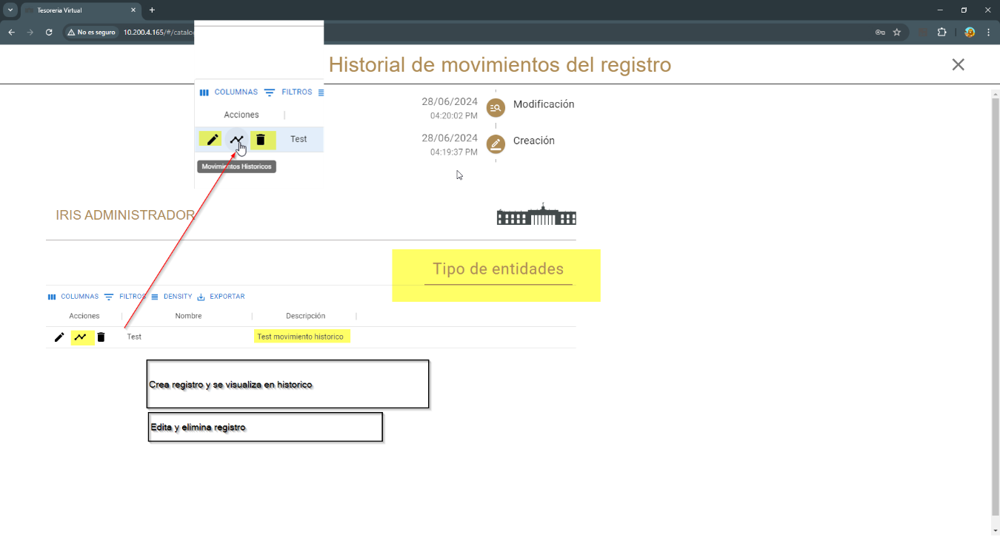 Tesoreria Virtual
No es seguro
10.200.4.165/#/catalo
Historial de movimientos del registro
COLUMNAS FILTROS
Acciones
Test
Movimientos Historicos
28/06/2024
04:20:02 PM
Modificación
28/06/2024
04:19:37 PM
Creación
IRIS ADMINISTRADOR
Tipo de entidades
COLUMNAS FILTROS DENSITY EXPORTAR
Acciones Nombre Descripción
Test Test movimiento historico
Crea registro y se visualiza en historico
Edita y elimina registro